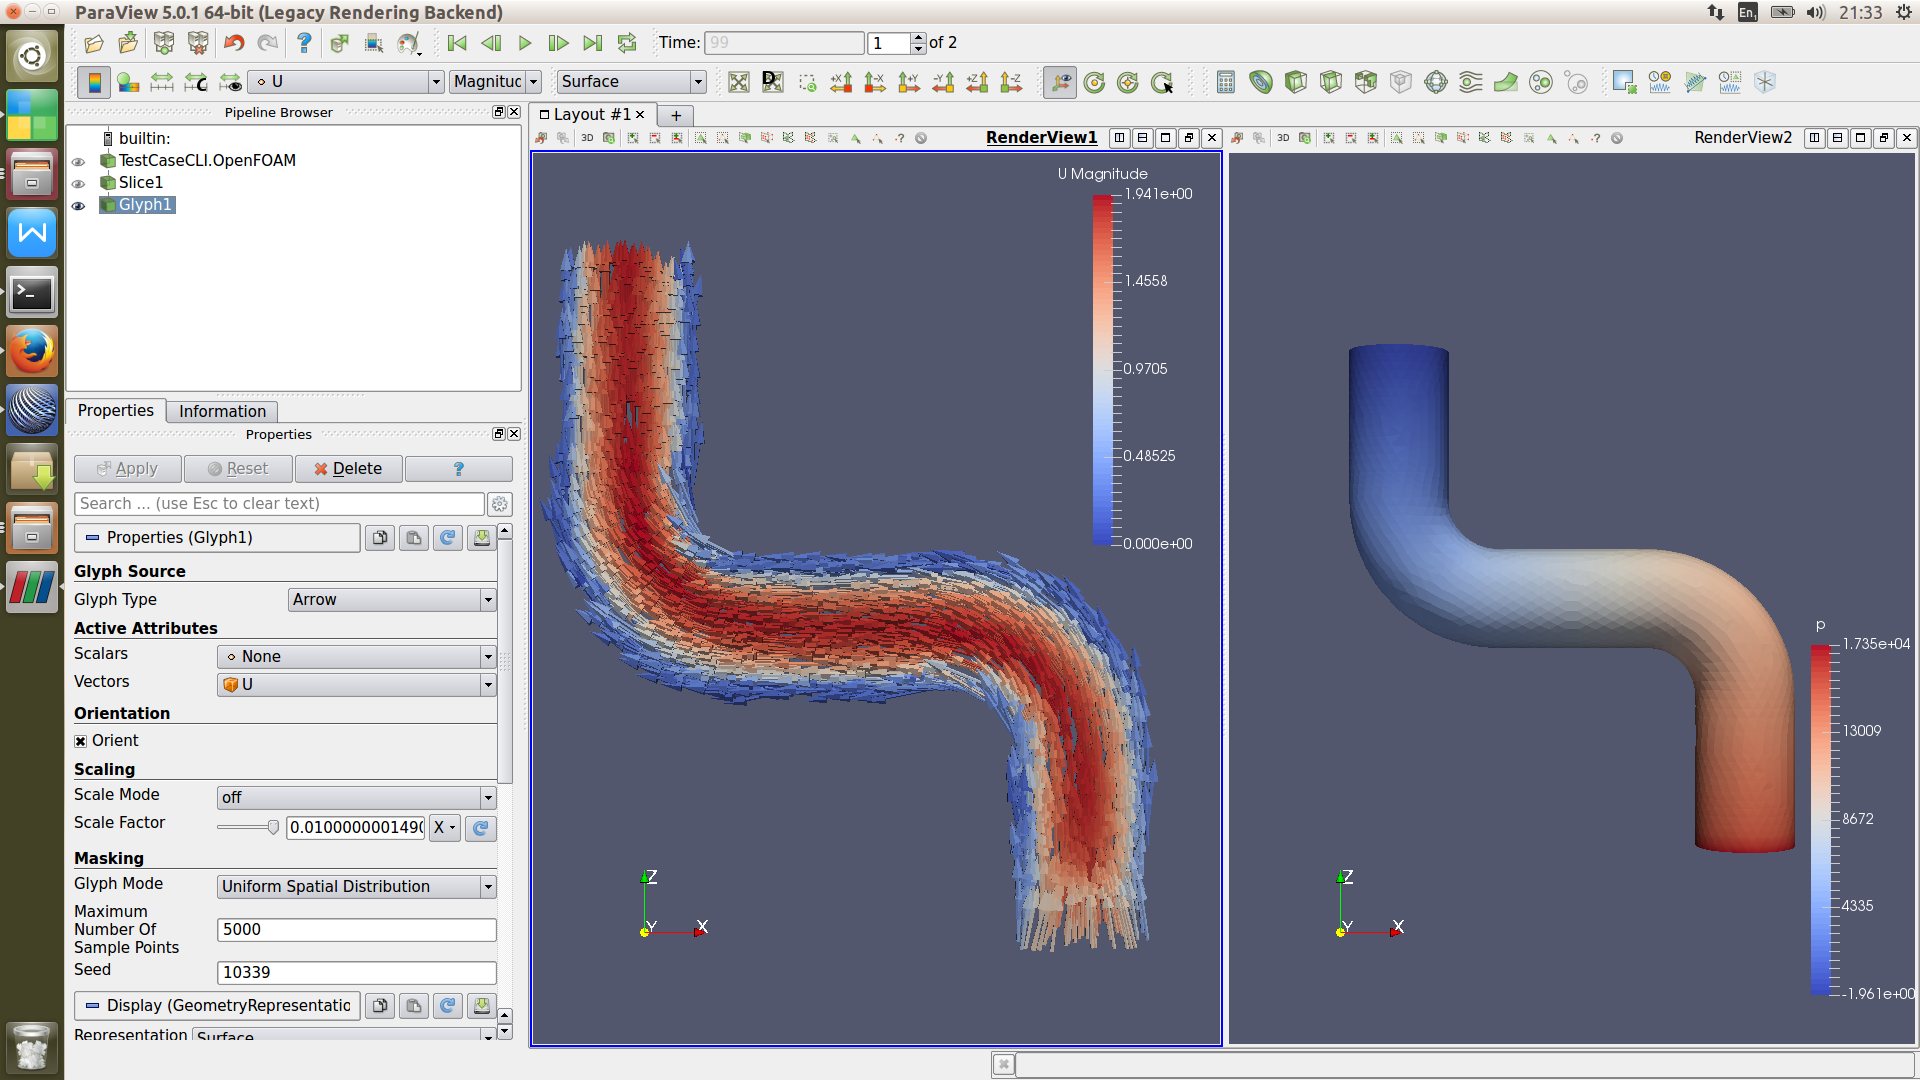 ParaView 5.0.1 64-bit (Legacy Rendering Backend)
En1
21:33
Time: 99
1
of 2
U
Magnituc
Surface
Pipeline Browser
builtin:
TestCaseCLI.OpenFOAM
Slice1
Glyph1
Properties
Information
Properties
Apply
Reset
Delete
?
Search ... (use Esc to clear text)
Properties (Glyph1)
Glyph Source
Glyph Type
Arrow
Active Attributes
Scalars
None
Vectors
U
Orientation
Orient
Scaling
Scale Mode
off
Scale Factor
0.0100000001490
X
Masking
Glyph Mode
Uniform Spatial Distribution
Maximum
Number Of
Sample Points
5000
Seed
10339
Display (GeometryRepresentatio
Representation
Surface
Layout #1
+
3D
RenderView1
U Magnitude
1.941e+00
1.4558
0.9705
0.48525
0.000e+00
Z
Y
X
3D
RenderView2
p
1.735e+04
13009
8672
4335
-1.961e+00
Z
Y
X